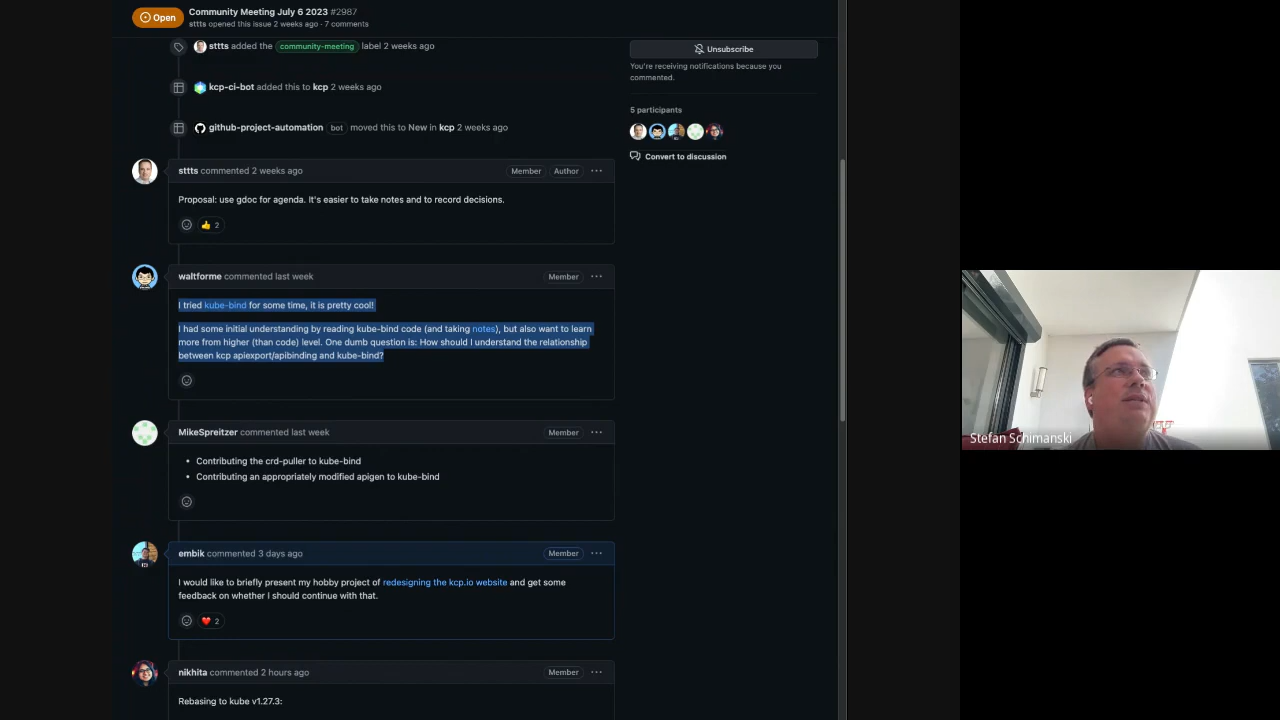 Open
Community Meeting July 6 2023 #2987
sttts opened this issue 2 weeks ago · 7 comments
sttts added the community-meeting label 2 weeks ago
kcp-ci-bot added this to kcp 2 weeks ago
github-project-automation bot moved this to New in kcp 2 weeks ago
sttts commented 2 weeks ago Member Author ···
Proposal: use gdoc for agenda. It's easier to take notes and to record decisions.
👍 2
waltforme commented last week Member ···
I tried kube-bind for some time, it is pretty cool!
I had some initial understanding by reading kube-bind code (and taking notes), but also want to learn
more from higher (than code) level. One dumb question is: How should I understand the relationship
between kcp apiexport/apibinding and kube-bind?
MikeSpreitzer commented last week Member ···
• Contributing the crd-puller to kube-bind
• Contributing an appropriately modified apigen to kube-bind
embik commented 3 days ago Member ···
I would like to briefly present my hobby project of redesigning the kcp.io website and get some
feedback on whether I should continue with that.
❤️ 2
nikhita commented 2 hours ago Member ···
Rebasing to kube v1.27.3:
Unsubscribe
You're receiving notifications because you
commented.
5 participants
Convert to discussion
Stefan Schimanski